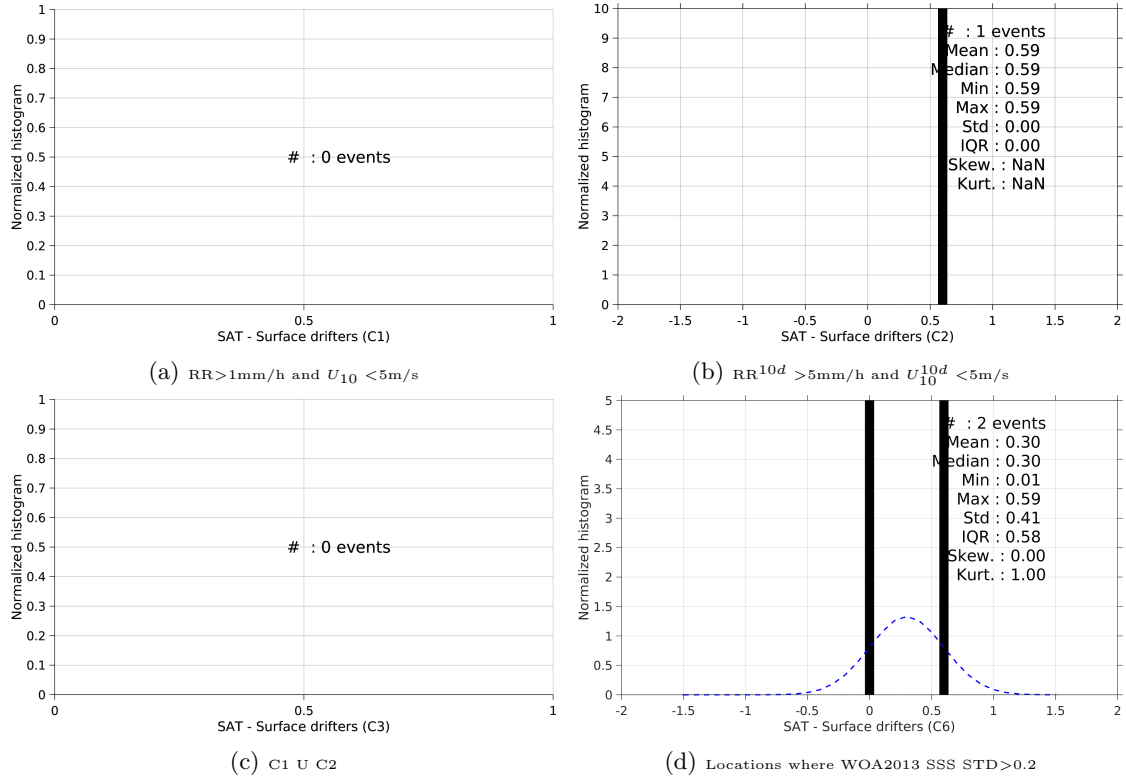 1
0.9
0.8
0.7
0.6
0.5
0.4
0.3
0.2
0.1
0
Normalized histogram
# : 0 events
0 0.5 1
SAT - Surface drifters (C1)
(a) RR>1mm/h and U10 <5m/s
10
9
8
7
6
5
4
3
2
1
0
Normalized histogram
# : 1 events
Mean : 0.59
Median : 0.59
Min : 0.59
Max : 0.59
Std : 0.00
IQR : 0.00
Skew. : NaN
Kurt. : NaN
-2 -1.5 -1 -0.5 0 0.5 1 1.5 2
SAT - Surface drifters (C2)
(b) RR^10d >5mm/h and U10^10d <5m/s
1
0.9
0.8
0.7
0.6
0.5
0.4
0.3
0.2
0.1
0
Normalized histogram
# : 0 events
0 0.5 1
SAT - Surface drifters (C3)
(c) C1 U C2
5
4.5
4
3.5
3
2.5
2
1.5
1
0.5
0
Normalized histogram
# : 2 events
Mean : 0.30
Median : 0.30
Min : 0.01
Max : 0.59
Std : 0.41
IQR : 0.58
Skew. : 0.00
Kurt. : 1.00
-2 -1.5 -1 -0.5 0 0.5 1 1.5 2
SAT - Surface drifters (C6)
(d) Locations where WOA2013 SSS STD>0.2